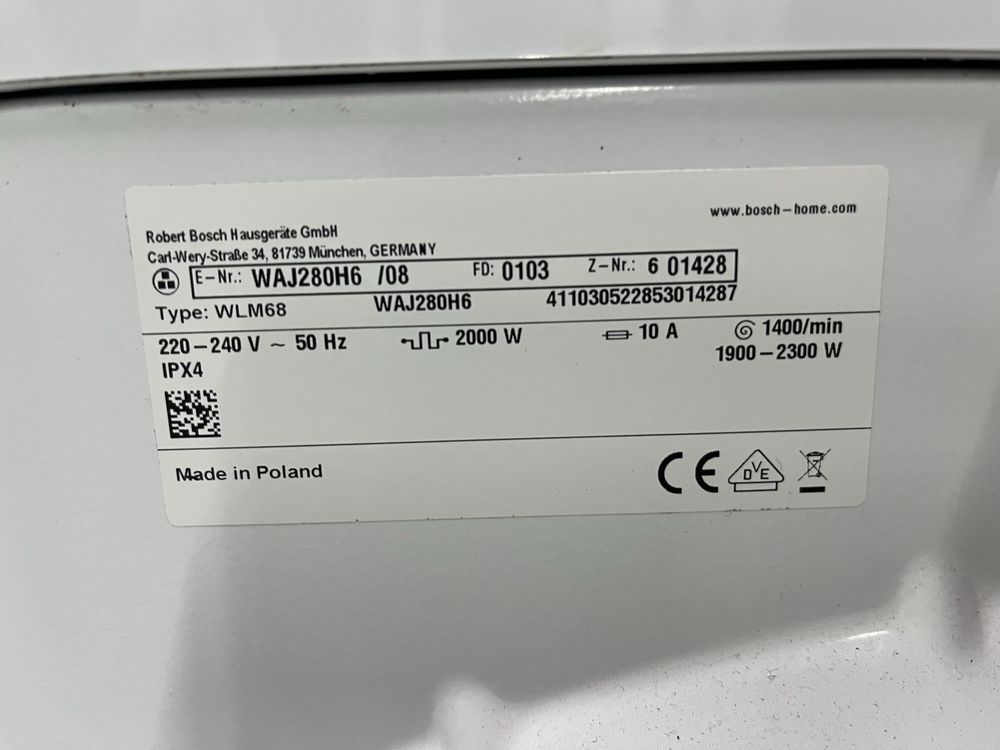 www.bosch-home.com
Robert Bosch Hausgeräte GmbH
Carl-Wery-Straße 34, 81739 München, GERMANY
E-Nr.: WAJ280H6 /08 FD: 0103 Z-Nr.: 6 01428
Type: WLM68 WAJ280H6 411030522853014287
220-240 V ~ 50 Hz 2000 W 10 A 1400/min
IPX4 1900-2300 W
Made in Poland CE DVE